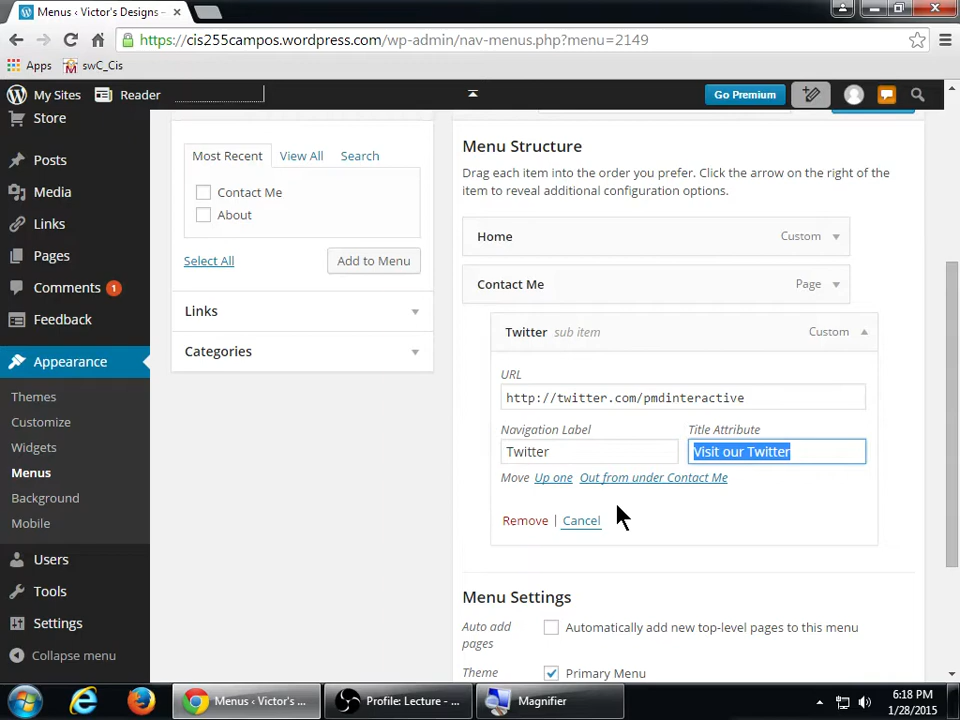 Menus ‹ Victor's Designs –
https://cis255campos.wordpress.com/wp-admin/nav-menus.php?menu=2149
Apps swC_Cis
My Sites Reader Go Premium
Store
Posts
Media
Links
Pages
Comments 1
Feedback
Appearance
Themes
Customize
Widgets
Menus
Background
Mobile
Users
Tools
Settings
Collapse menu
Most Recent View All Search
Contact Me
About
Select All Add to Menu
Links
Categories
Menu Structure
Drag each item into the order you prefer. Click the arrow on the right of the
item to reveal additional configuration options.
Home Custom
Contact Me Page
Twitter sub item Custom
URL
http://twitter.com/pmdinteractive
Navigation Label Title Attribute
Twitter Visit our Twitter
Move Up one Out from under Contact Me
Remove | Cancel
Menu Settings
Auto add Automatically add new top-level pages to this menu
pages
Theme Primary Menu
Menus ‹ Victor's ... Profile: Lecture - ... Magnifier
6:18 PM
1/28/2015